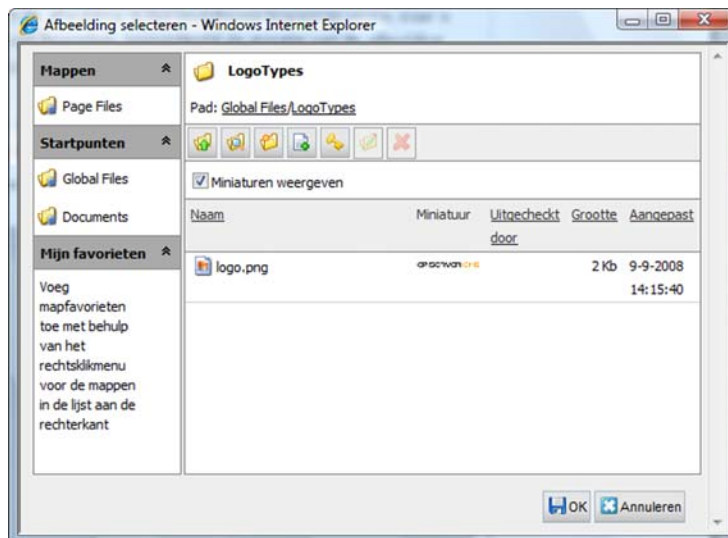 Afbeelding selecteren - Windows Internet Explorer
Mappen
Page Files
Startpunten
Global Files
Documents
Mijn favorieten
Voeg
mapfavorieten
toe met behulp
van het
rechtsklikmenu
voor de mappen
in de lijst aan de
rechterkant
LogoTypes
Pad: Global Files/LogoTypes
Miniaturen weergeven
Naam Miniatuur Uitgecheckt door Grootte Aangepast
logo.png 2 Kb 9-9-2008
14:15:40
OK Annuleren